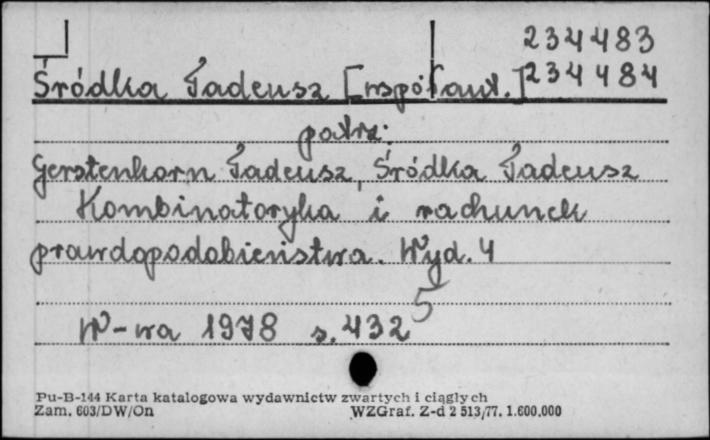 234483
Śródka Tadeusz [współaut.] 234484
patrz:
Gerstenkorn Tadeusz, Śródka Tadeusz
Kombinatoryka i rachunek
prawdopodobieństwa. Wyd. 4
5
W-wa 1978 s. 432
Pu-B-144 Karta katalogowa wydawnictw zwartych i ciągłych
Zam. 603/DW/On WZGraf. Z-d 2 513/77. 1.600.000